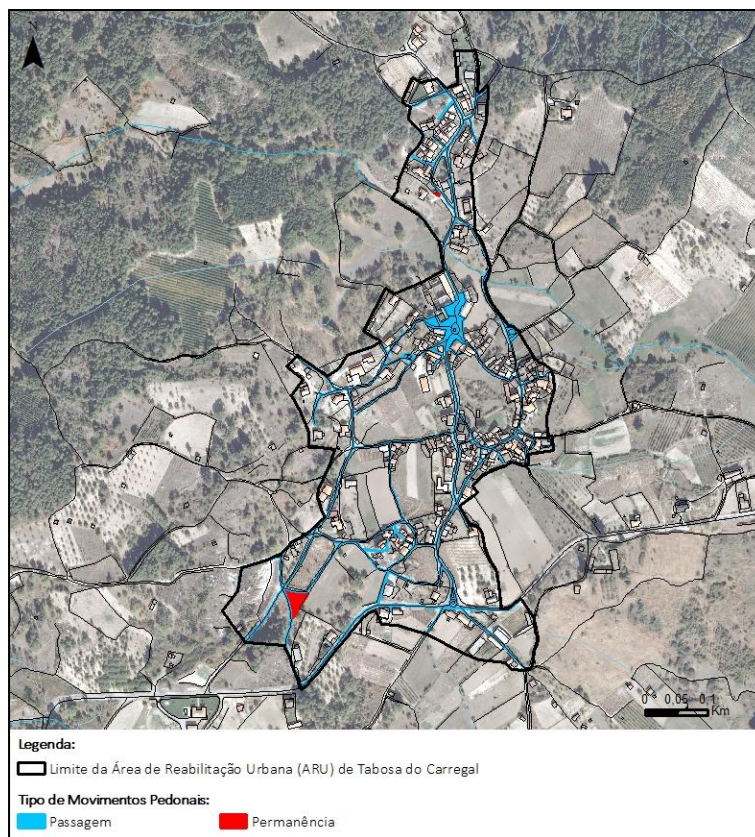 N
0 0,05 0,1
Km
Legenda:
Limite da Área de Reabilitação Urbana (ARU) de Tabosa do Carregal
Tipo de Movimentos Pedonais:
Passagem Permanência